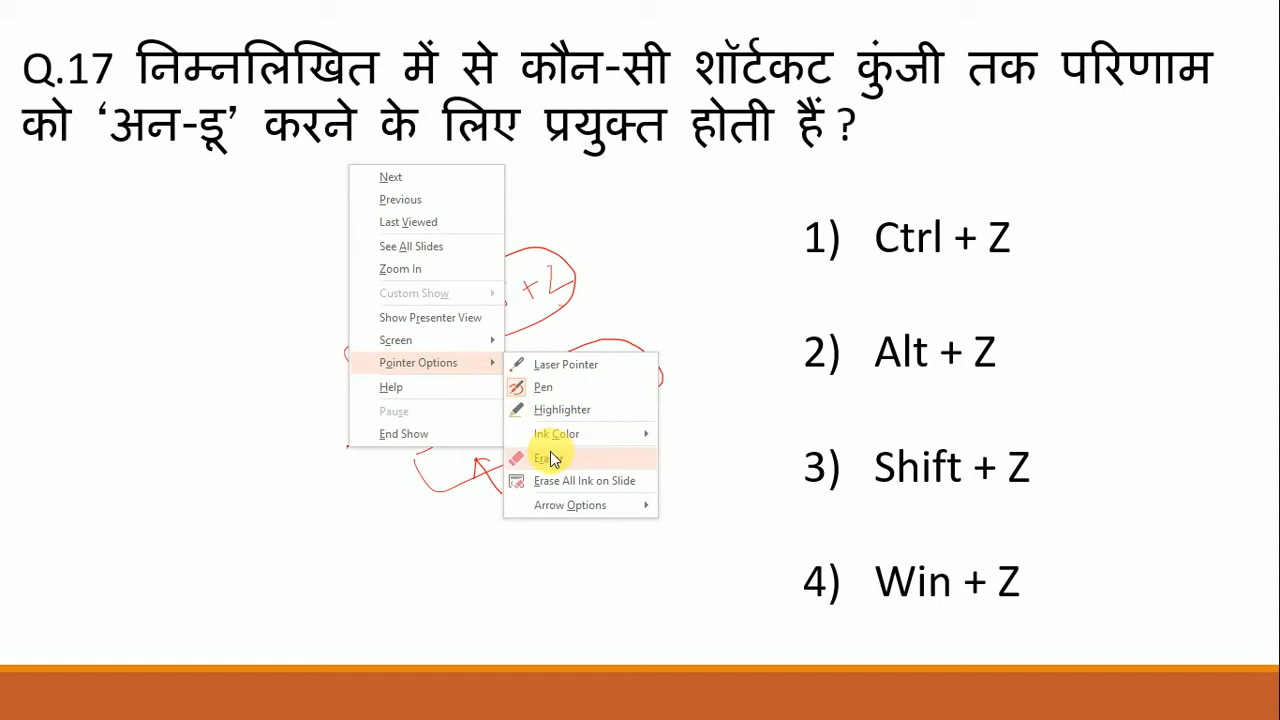 Q.17 निम्नलिखित में से कौन-सी शॉर्टकट कुंजी तक परिणाम
को ‘अन-डू’ करने के लिए प्रयुक्त होती हैं ?
Next
Previous
Last Viewed
See All Slides
Zoom In
Custom Show
Show Presenter View
Screen
Pointer Options
Help
Pause
End Show
+Z
Laser Pointer
Pen
Highlighter
Ink Color
Erase All Ink on Slide
Arrow Options
1) Ctrl + Z
2) Alt + Z
3) Shift + Z
4) Win + Z